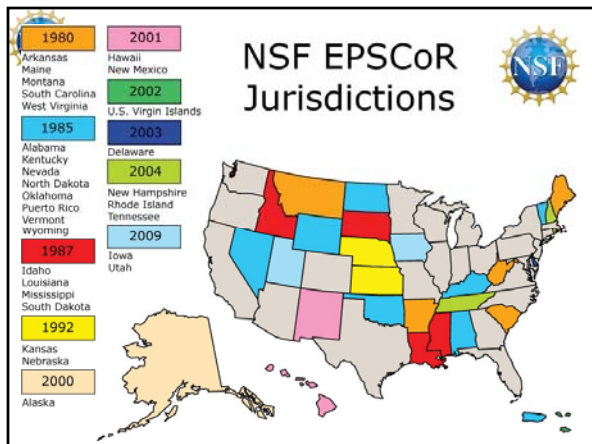 NSF EPSCoR
Jurisdictions
NSF
1980
Arkansas
Maine
Montana
South Carolina
West Virginia
1985
Alabama
Kentucky
Nevada
North Dakota
Oklahoma
Puerto Rico
Vermont
Wyoming
1987
Idaho
Louisiana
Mississippi
South Dakota
1992
Kansas
Nebraska
2000
Alaska
2001
Hawaii
New Mexico
2002
U.S. Virgin Islands
2003
Delaware
2004
New Hampshire
Rhode Island
Tennessee
2009
Iowa
Utah